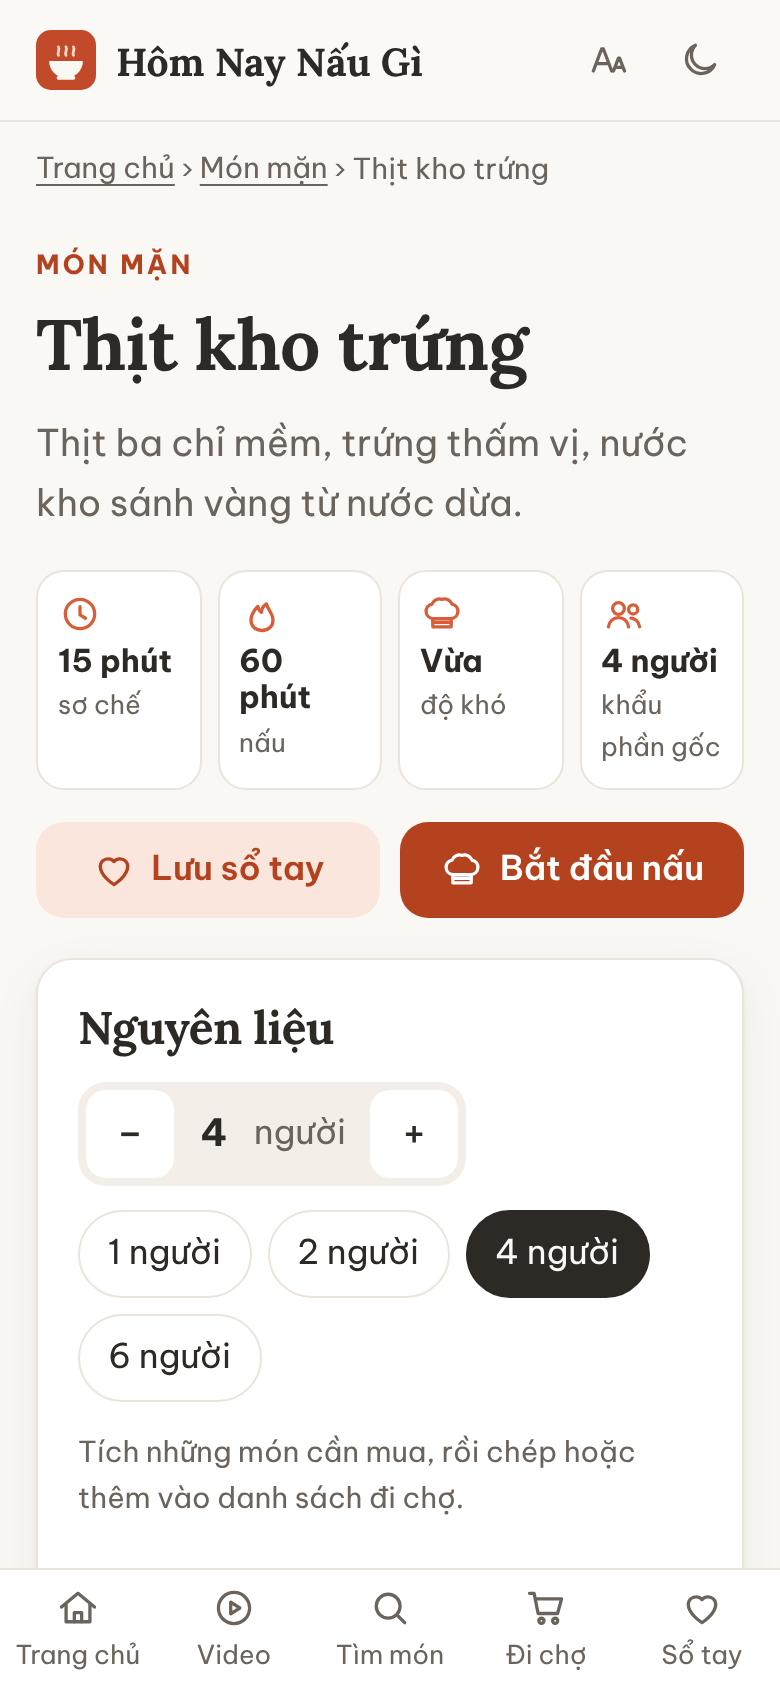 Hôm Nay Nấu Gì
AA
Trang chủ › Món mặn › Thịt kho trứng
MÓN MẶN
Thịt kho trứng
Thịt ba chỉ mềm, trứng thấm vị, nước
kho sánh vàng từ nước dừa.
15 phút
sơ chế
60
phút
nấu
Vừa
độ khó
4 người
khẩu
phần gốc
Lưu sổ tay
Bắt đầu nấu
Nguyên liệu
− 4 người +
1 người
2 người
4 người
6 người
Tích những món cần mua, rồi chép hoặc
thêm vào danh sách đi chợ.
Trang chủ
Video
Tìm món
Đi chợ
Sổ tay